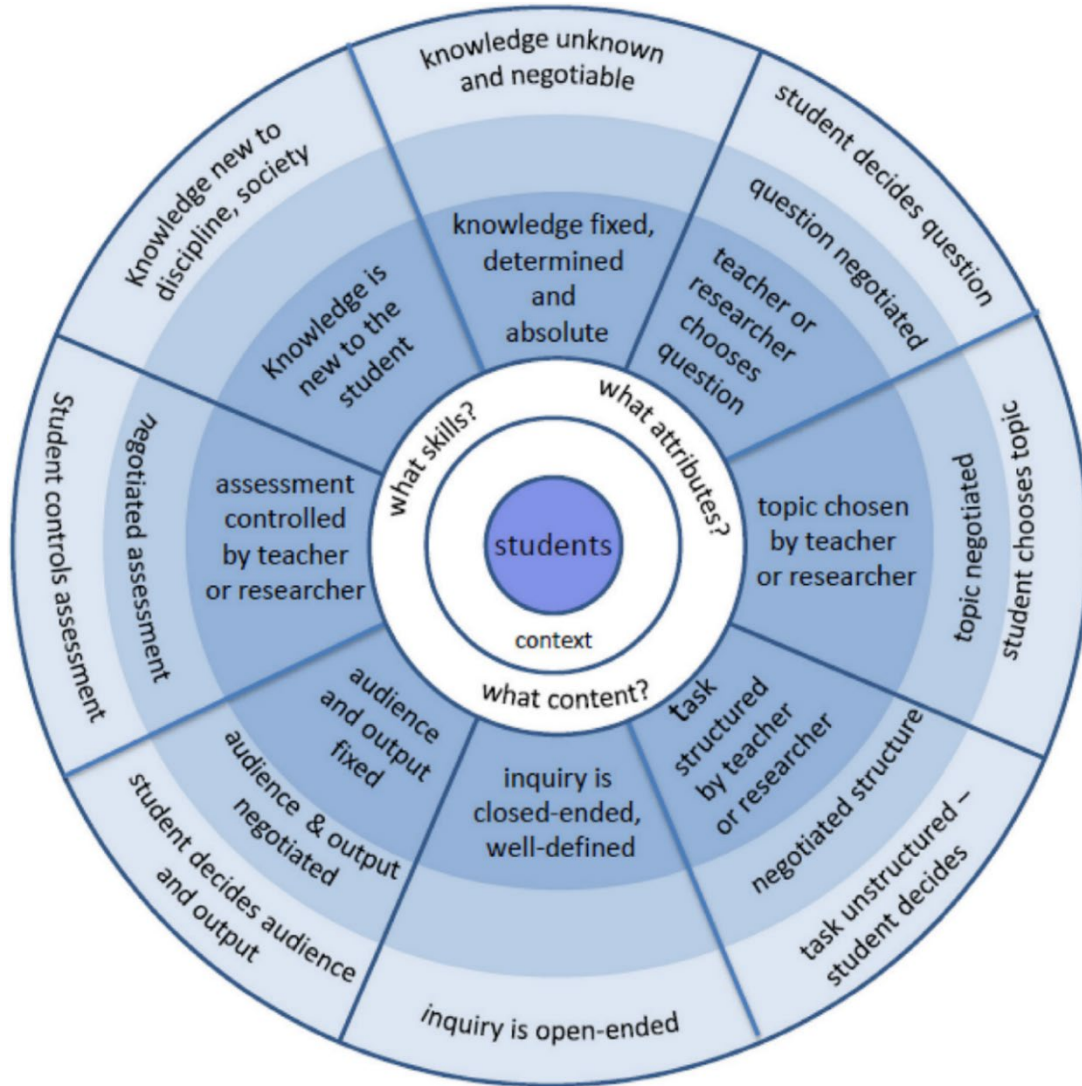 knowledge unknown
and negotiable
knowledge fixed,
determined
and
absolute
student decides question
question negotiated
teacher or
researcher
chooses
question
student chooses topic
topic negotiated
topic chosen
by teacher
or researcher
task unstructured –
student decides
negotiated structure
task
structured
by teacher
or researcher
inquiry is
closed-ended,
well-defined
inquiry is open-ended
audience
and output
fixed
audience & output
negotiated
student decides audience
and output
Student controls assessment
negotiated assessment
assessment
controlled
by teacher
or researcher
Knowledge new to
discipline, society
Knowledge is
new to the
student
what skills?
what attributes?
what content?
context
students